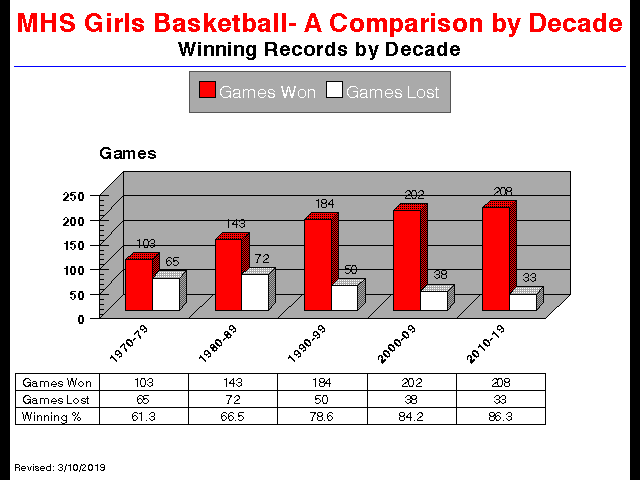 MHS Girls Basketball- A Comparison by Decade
Winning Records by Decade
Games Won Games Lost
Games
250
200
150
100
50
0
103 65 143 72 184 50 202 38 208 33
1970-79 1980-89 1990-99 2000-09 2010-19
Games Won 103 143 184 202 208
Games Lost 65 72 50 38 33
Winning % 61.3 66.5 78.6 84.2 86.3
Revised: 3/10/2019